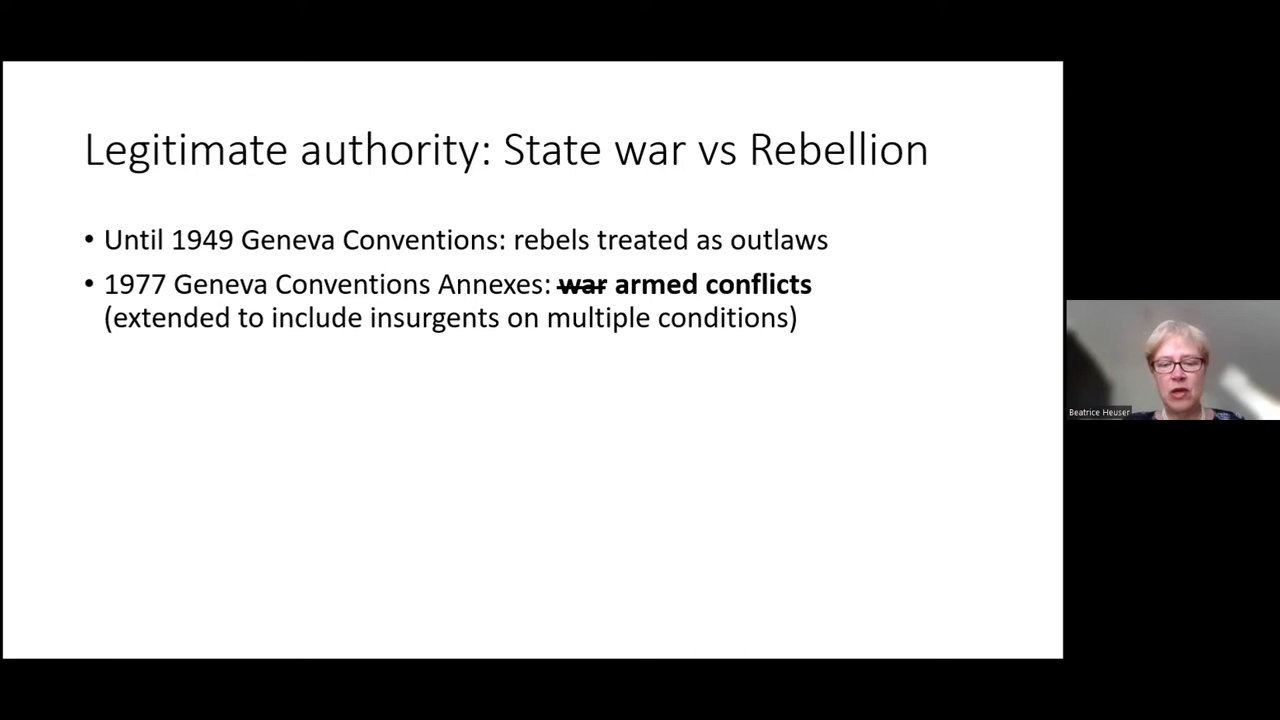 Legitimate authority: State war vs Rebellion
• Until 1949 Geneva Conventions: rebels treated as outlaws
• 1977 Geneva Conventions Annexes: war armed conflicts
(extended to include insurgents on multiple conditions)
Beatrice Heuser